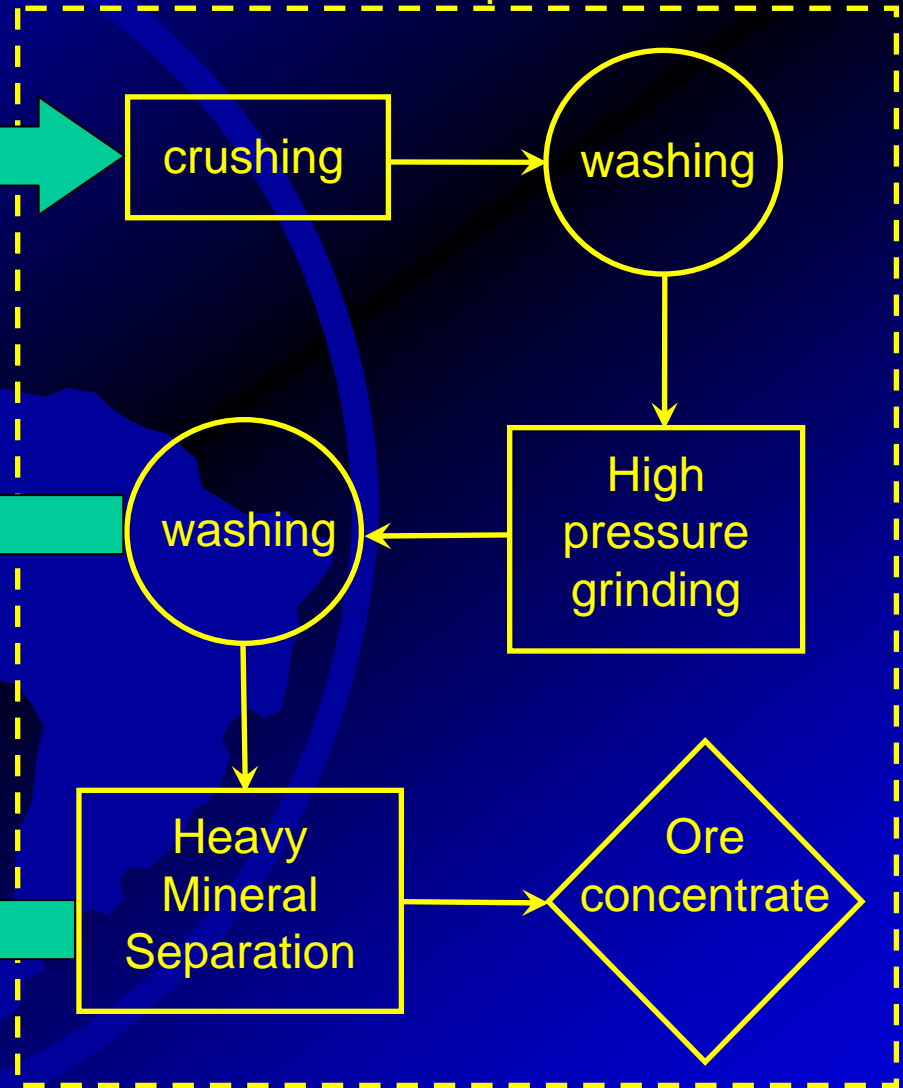 crushing
washing
High
pressure
grinding
washing
Heavy
Mineral
Separation
Ore
concentrate